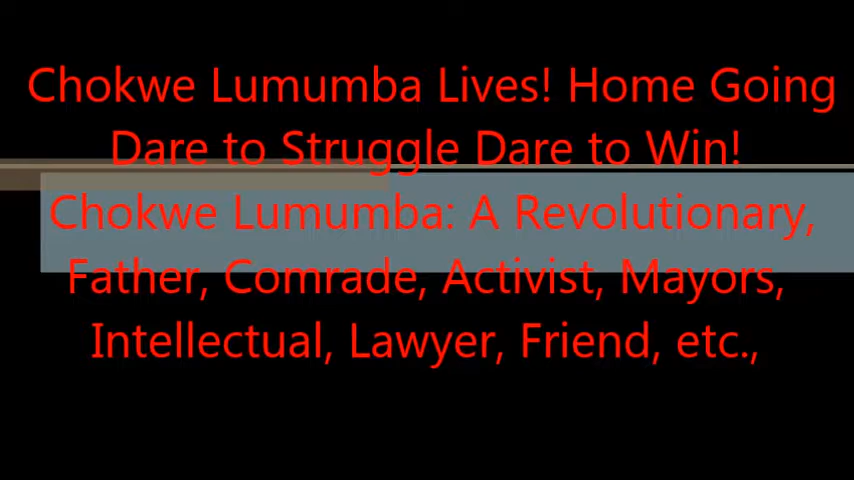 Chokwe Lumumba Lives! Home Going
Dare to Struggle Dare to Win!
Chokwe Lumumba: A Revolutionary,
Father, Comrade, Activist, Mayors,
Intellectual, Lawyer, Friend, etc.,